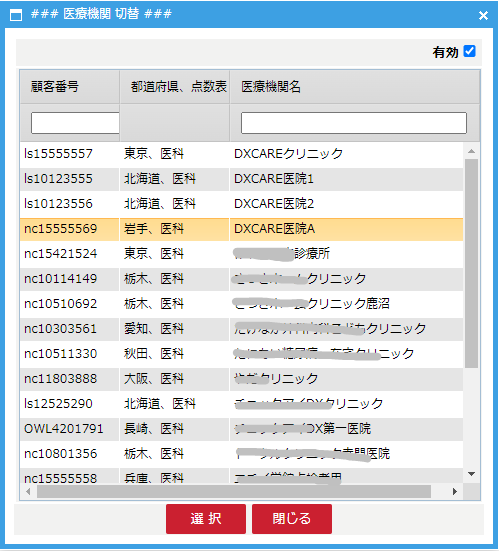 ### 医療機関 切替 ###
有効
顧客番号 都道府県、点数表 医療機関名
ls15555557 東京、医科 DXCAREクリニック
ls10123555 北海道、医科 DXCARE医院1
ls10123556 北海道、医科 DXCARE医院2
nc15555569 岩手、医科 DXCARE医院A
nc15421524 東京、医科 診療所
nc10114149 栃木、医科 クリニック
nc10510692 栃木、医科 クリニック鹿沼
nc10303561 愛知、医科 クリニック
nc10511330 秋田、医科 クリニック
nc11803888 大阪、医科 クリニック
ls12525290 北海道、医科 クリニック
OWL4201791 長崎、医科 DX第一医院
nc10801356 栃木、医科 医院
nc15555558 兵庫、医科
選 択 閉じる